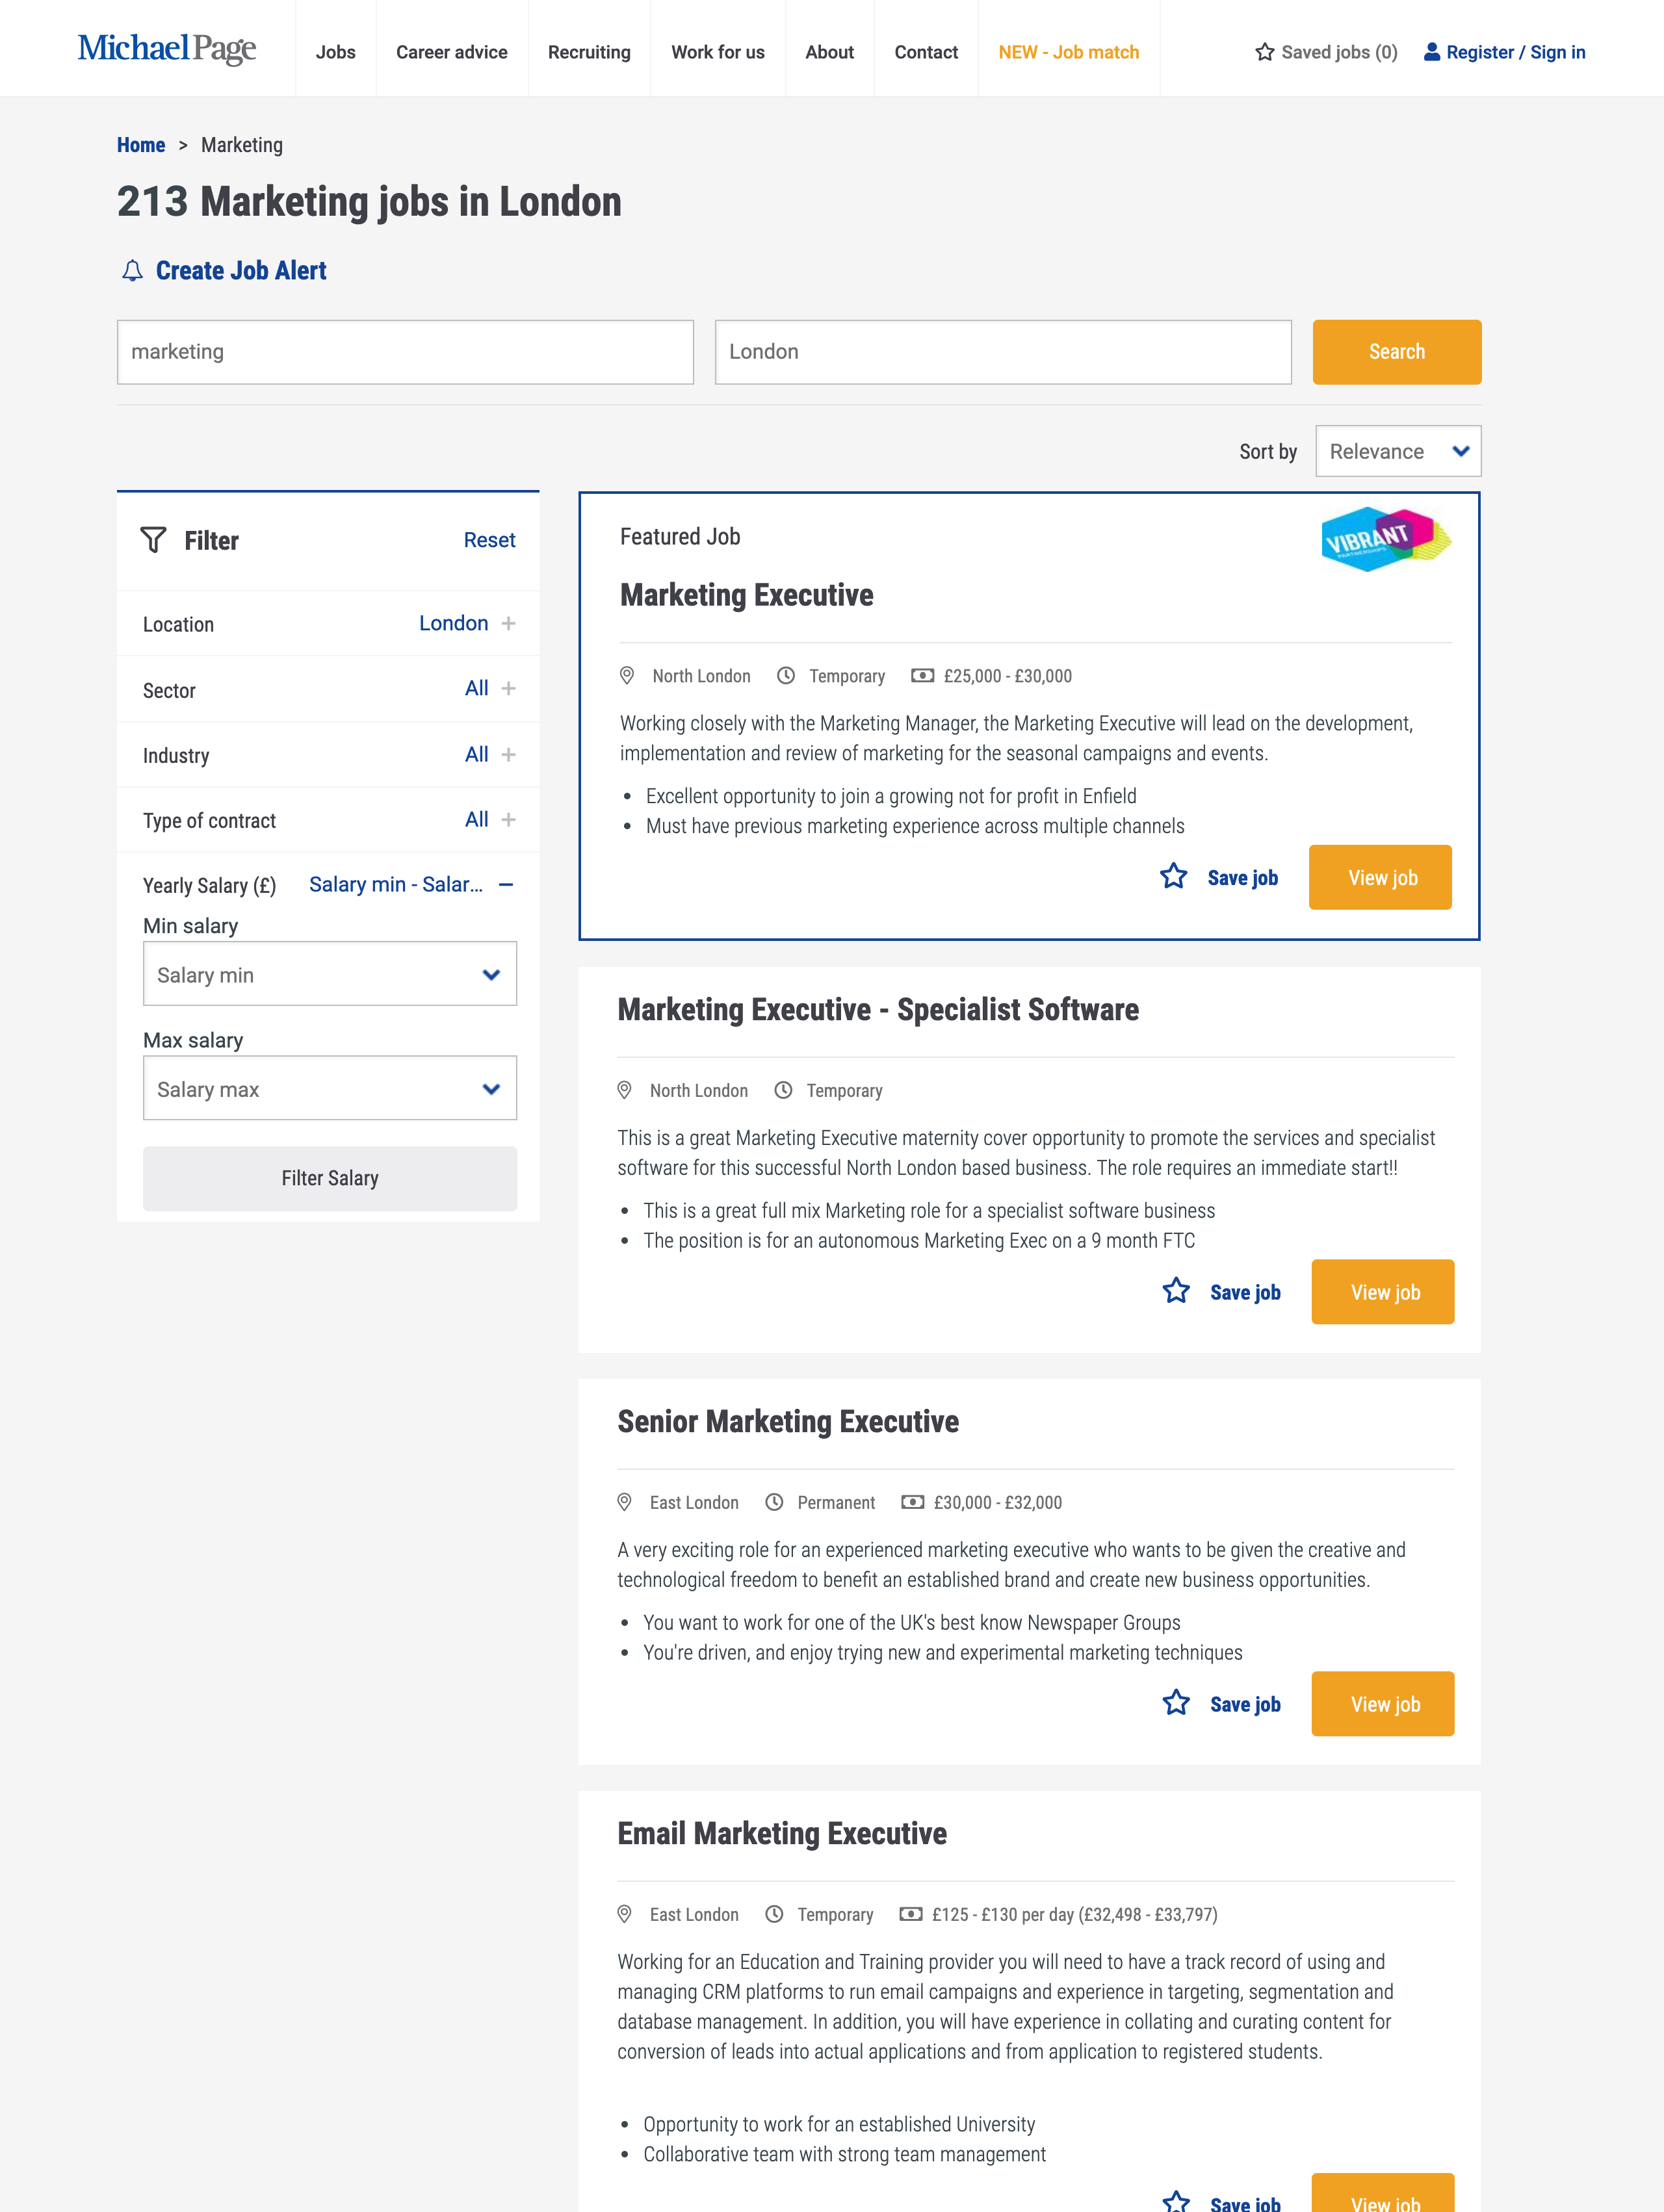 MichaelPage
Jobs
Career advice
Recruiting
Work for us
About
Contact
NEW - Job match
Saved jobs (0)
Register / Sign in
Home > Marketing
213 Marketing jobs in London
Create Job Alert
marketing
London
Search
Sort by
Relevance
Filter
Reset
Location
London +
Sector
All +
Industry
All +
Type of contract
All +
Yearly Salary (£)
Salary min - Salar... −
Min salary
Salary min
Max salary
Salary max
Filter Salary
Featured Job
VIBRANT
PARTNERSHIPS
Marketing Executive
North London
Temporary
£25,000 - £30,000
Working closely with the Marketing Manager, the Marketing Executive will lead on the development,
implementation and review of marketing for the seasonal campaigns and events.
• Excellent opportunity to join a growing not for profit in Enfield
• Must have previous marketing experience across multiple channels
Save job
View job
Marketing Executive - Specialist Software
North London
Temporary
This is a great Marketing Executive maternity cover opportunity to promote the services and specialist
software for this successful North London based business. The role requires an immediate start!!
• This is a great full mix Marketing role for a specialist software business
• The position is for an autonomous Marketing Exec on a 9 month FTC
Save job
View job
Senior Marketing Executive
East London
Permanent
£30,000 - £32,000
A very exciting role for an experienced marketing executive who wants to be given the creative and
technological freedom to benefit an established brand and create new business opportunities.
• You want to work for one of the UK's best know Newspaper Groups
• You're driven, and enjoy trying new and experimental marketing techniques
Save job
View job
Email Marketing Executive
East London
Temporary
£125 - £130 per day (£32,498 - £33,797)
Working for an Education and Training provider you will need to have a track record of using and
managing CRM platforms to run email campaigns and experience in targeting, segmentation and
database management. In addition, you will have experience in collating and curating content for
conversion of leads into actual applications and from application to registered students.
• Opportunity to work for an established University
• Collaborative team with strong team management
Save job
View job